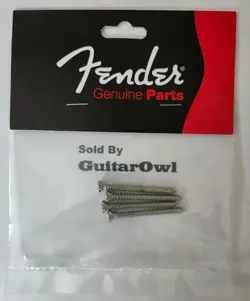 Fender
Genuine Parts
Sold By
GuitarOwl